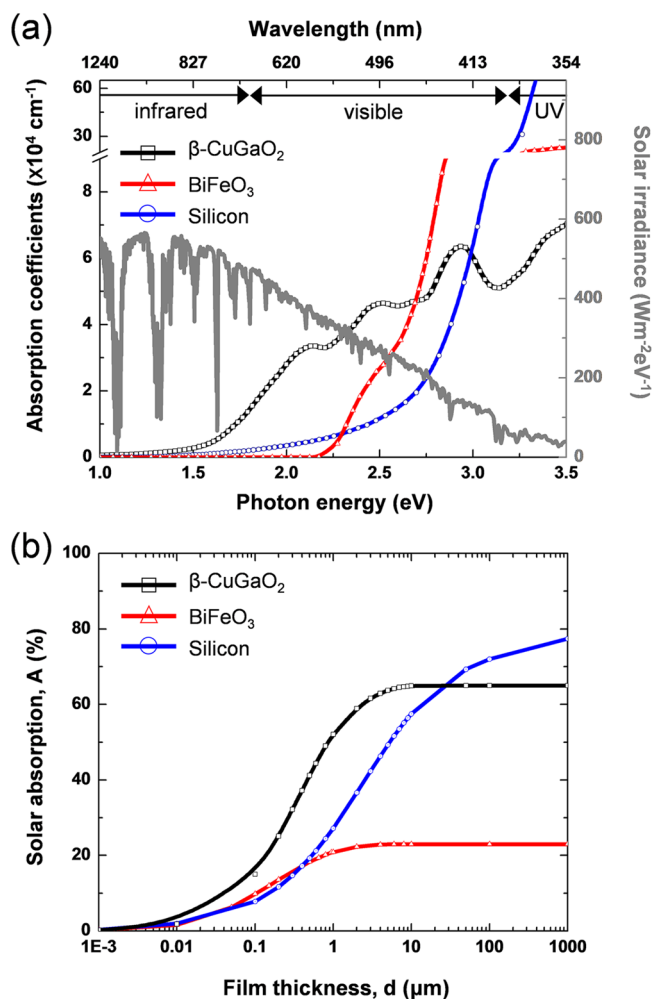 (a)
Wavelength (nm)
1240 827 620 496 413 354
infrared visible UV
β-CuGaO₂
BiFeO₃
Silicon
Absorption coefficients (x10⁴ cm⁻¹)
60
30
8
6
4
2
0
Solar irradiance (Wm⁻²eV⁻¹)
800
600
400
200
0
1.0 1.5 2.0 2.5 3.0 3.5
Photon energy (eV)
(b)
β-CuGaO₂
BiFeO₃
Silicon
Solar absorption, A (%)
100
80
60
40
20
0
1E-3 0.01 0.1 1 10 100 1000
Film thickness, d (μm)